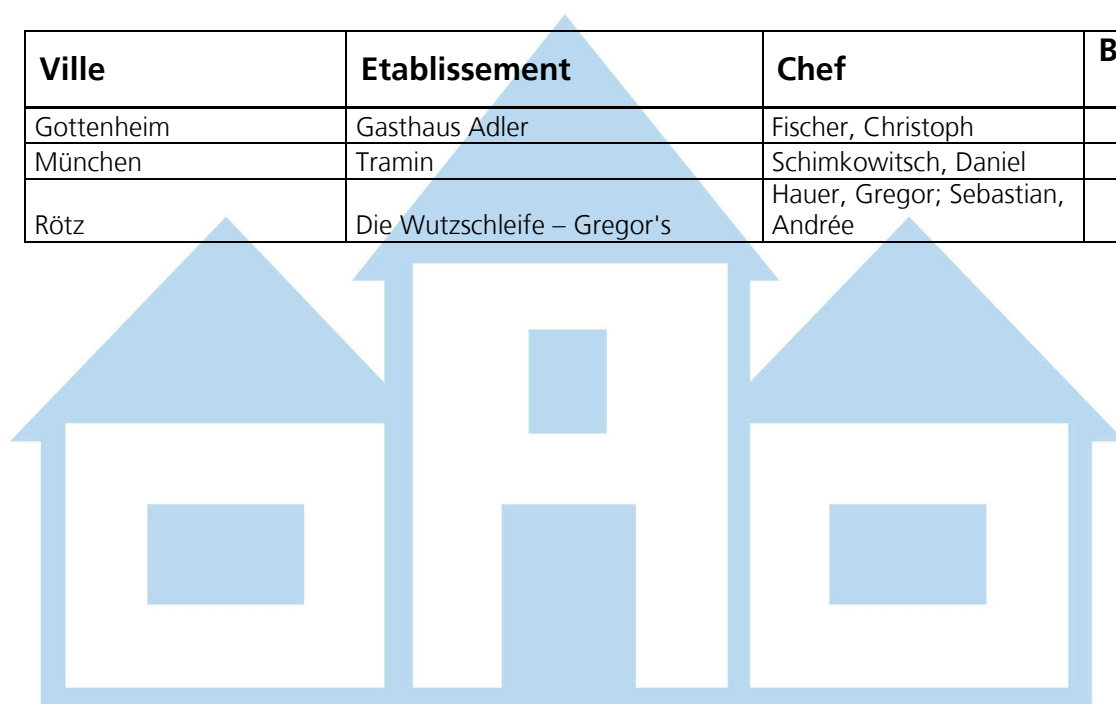 Ville Etablissement Chef B
Gottenheim Gasthaus Adler Fischer, Christoph
München Tramin Schimkowitsch, Daniel
Rötz Die Wutzschleife – Gregor's Hauer, Gregor; Sebastian,
Andrée